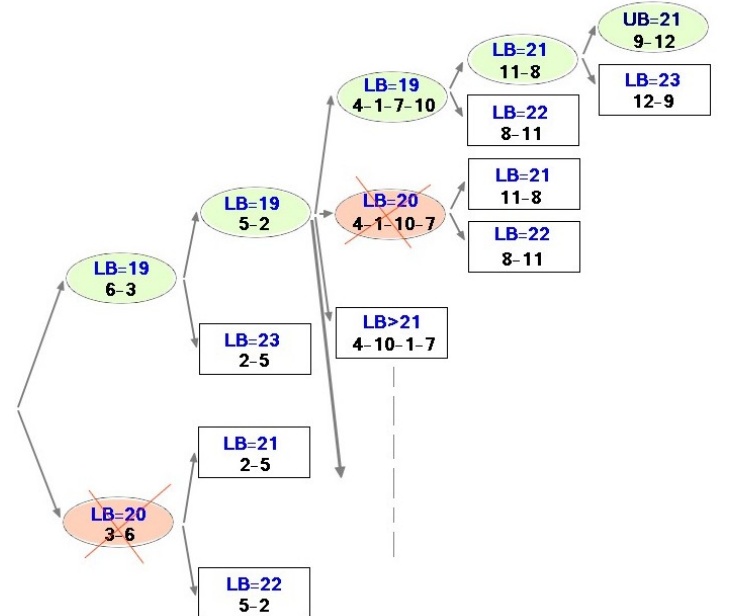 UB=21
9-12
LB=21
11-8
LB=23
12-9
LB=19
4-1-7-10
LB=22
8-11
LB=21
11-8
LB=19
5-2
LB=20
4-1-10-7
LB=22
8-11
LB=19
6-3
LB>21
4-10-1-7
LB=23
2-5
LB=21
2-5
LB=20
3-6
LB=22
5-2